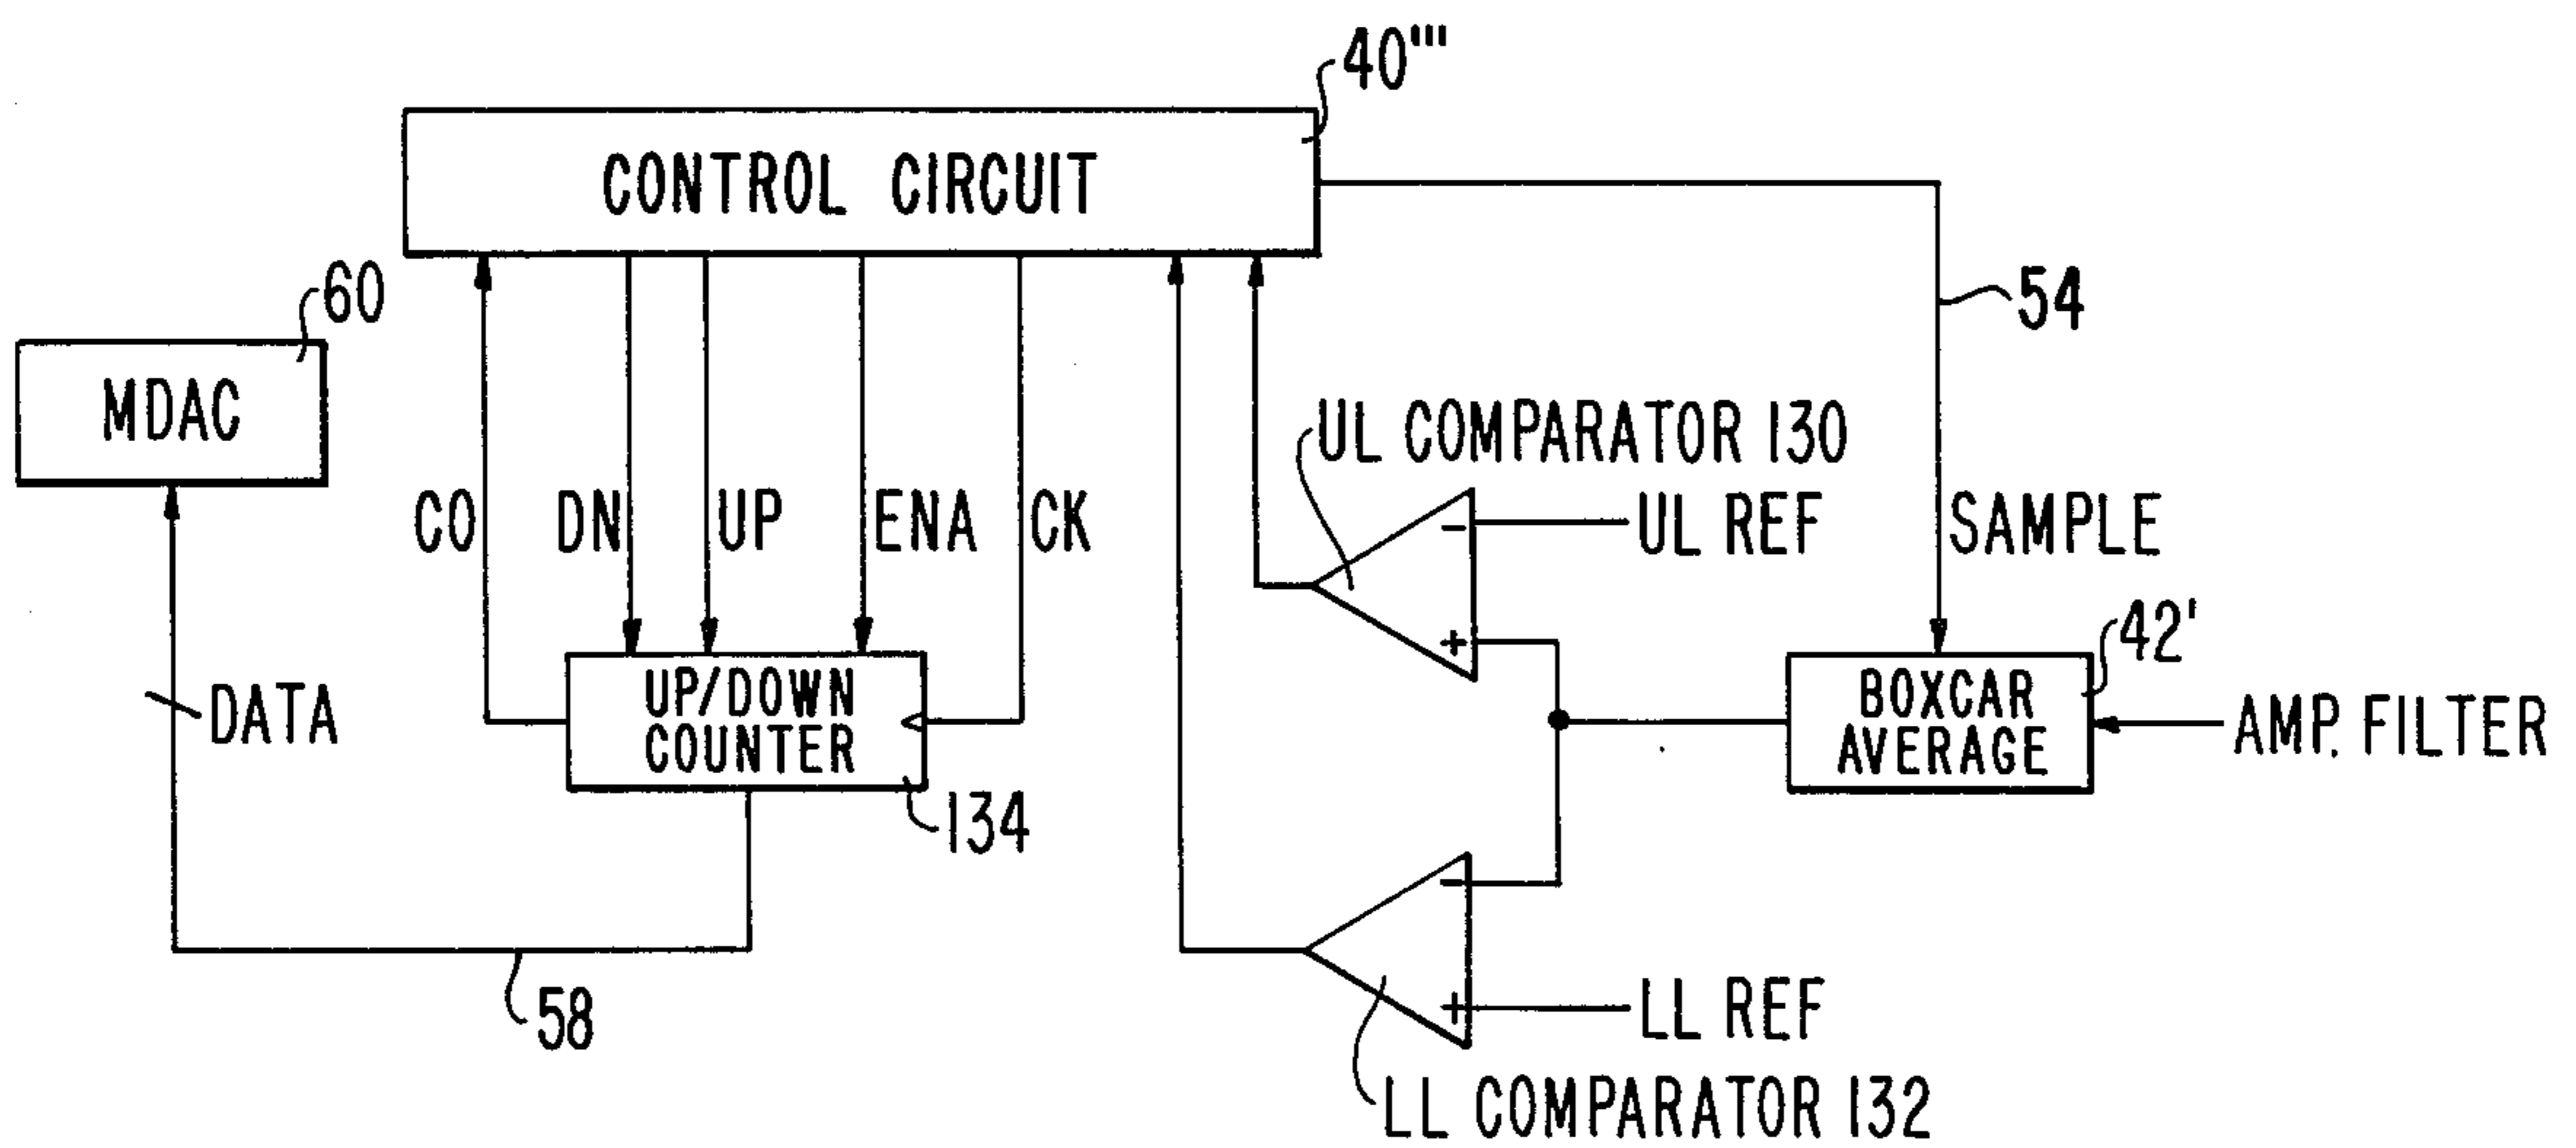 40'''
CONTROL CIRCUIT
60
MDAC
54
UL COMPARATOR 130
CO DN UP ENA CK
- UL REF
SAMPLE
+
42'
UP/DOWN
COUNTER
BOXCAR
AVERAGE
AMP. FILTER
DATA
134
-
58
+ LL REF
LL COMPARATOR 132